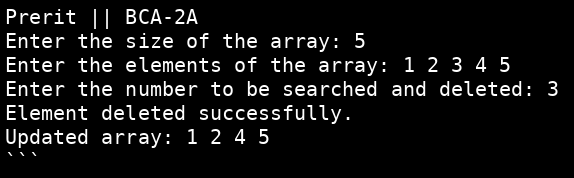 Prerit || BCA-2A
Enter the size of the array: 5
Enter the elements of the array: 1 2 3 4 5
Enter the number to be searched and deleted: 3
Element deleted successfully.
Updated array: 1 2 4 5
```